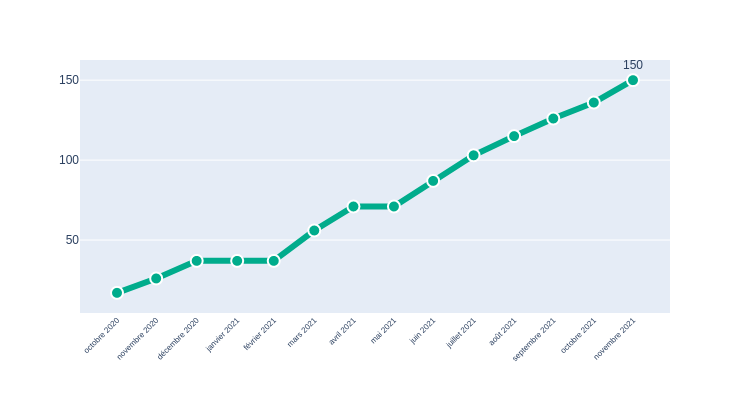 150
150
100
50
octobre 2020
novembre 2020
décembre 2020
janvier 2021
février 2021
mars 2021
avril 2021
mai 2021
juin 2021
juillet 2021
août 2021
septembre 2021
octobre 2021
novembre 2021